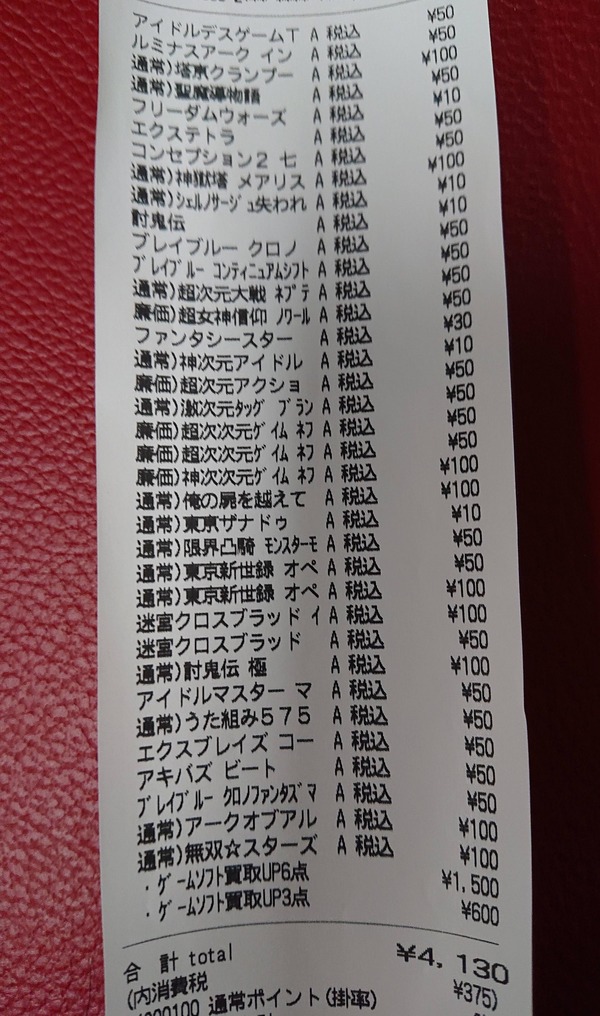 アイドルデスゲームT A 税込 ¥50
ルミナスアーク イン A 税込 ¥50
通常)塔亰クランプー A 税込 ¥100
通常)聖魔導物語 A 税込 ¥50
フリーダムウォーズ A 税込 ¥10
エクステトラ A 税込 ¥50
コンセプション2 七 A 税込 ¥50
通常)神獄塔 メアリス A 税込 ¥100
通常)シェルノサージュ失われ A 税込 ¥10
討鬼伝 A 税込 ¥10
ブレイブルー クロノ A 税込 ¥50
ブレイブルー コンティニュアムシフト A 税込 ¥50
通常)超次元大戦 ネプテ A 税込 ¥50
廉価)超女神信仰 ノワール A 税込 ¥50
ファンタシースター A 税込 ¥30
通常)神次元アイドル A 税込 ¥10
廉価)超次元アクショ A 税込 ¥50
通常)激次元タッグ ブラン A 税込 ¥50
廉価)超次次元ゲイム ネプ A 税込 ¥50
廉価)超次次元ゲイム ネプ A 税込 ¥50
廉価)神次次元ゲイム ネプ A 税込 ¥100
通常)俺の屍を越えて A 税込 ¥100
通常)東亰ザナドゥ A 税込 ¥10
通常)限界凸騎 モンスターモ A 税込 ¥50
通常)東京新世録 オペ A 税込 ¥50
通常)東京新世録 オペ A 税込 ¥100
迷宮クロスブラッド イ A 税込 ¥100
迷宮クロスブラッド A 税込 ¥50
通常)討鬼伝 極 A 税込 ¥100
アイドルマスター マ A 税込 ¥50
通常)うた組み575 A 税込 ¥50
エクスブレイズ コー A 税込 ¥50
アキバズ ビート A 税込 ¥50
ブレイブルー クロノファンタズマ A 税込 ¥50
通常)アークオブアル A 税込 ¥100
通常)無双☆スターズ A 税込 ¥100
・ゲームソフト買取UP6点 ¥1,500
・ゲームソフト買取UP3点 ¥600
合 計 total ¥4,130
(内消費税 ¥375)
通常ポイント(掛率)